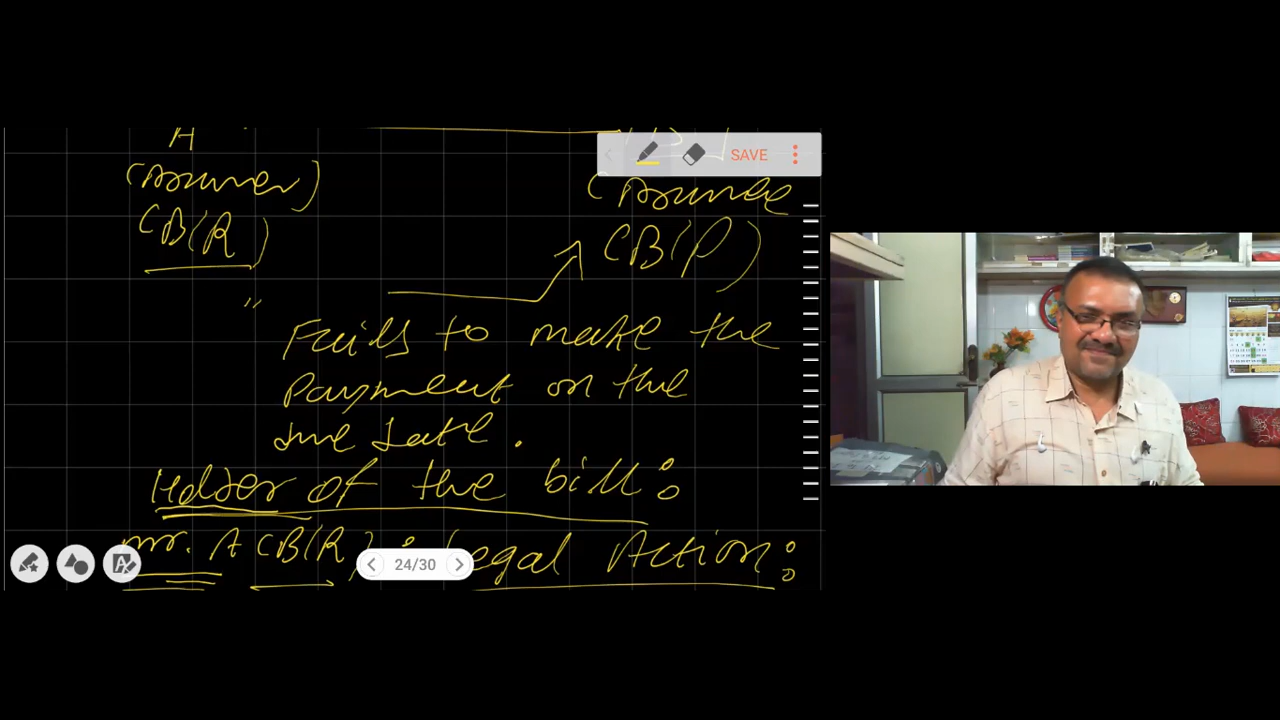 A
(Drawer)
(B/R)
(Drawee
(B/P)
SAVE
"
Fails to make the
Payment on the
due date.
Holder of the bill:
Mr. A (B/R) : Legal Action:
24/30